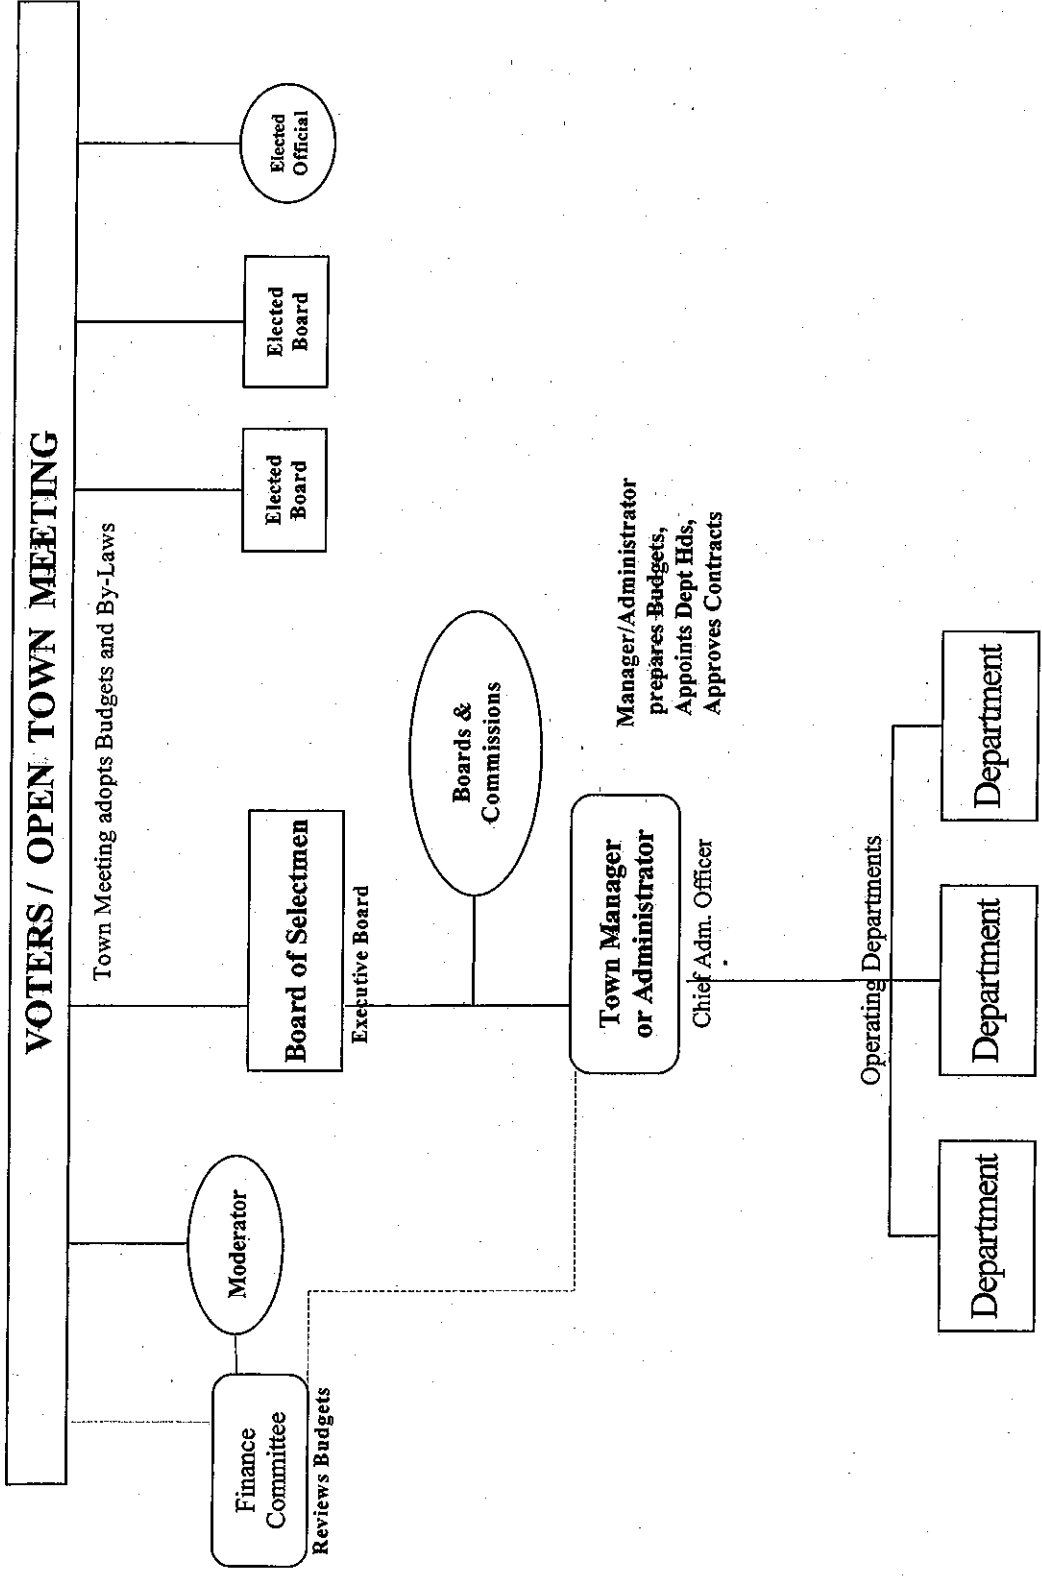 VOTERS / OPEN TOWN MEETING
Town Meeting adopts Budgets and By-Laws
Finance
Committee
Reviews Budgets
Moderator
Board of Selectmen
Executive Board
Elected
Board
Elected
Board
Elected
Official
Boards &
Commissions
Town Manager
or Administrator
Chief Adm. Officer
Manager/Administrator
prepares Budgets,
Appoints Dept Hds,
Approves Contracts
Operating Departments
Department
Department
Department